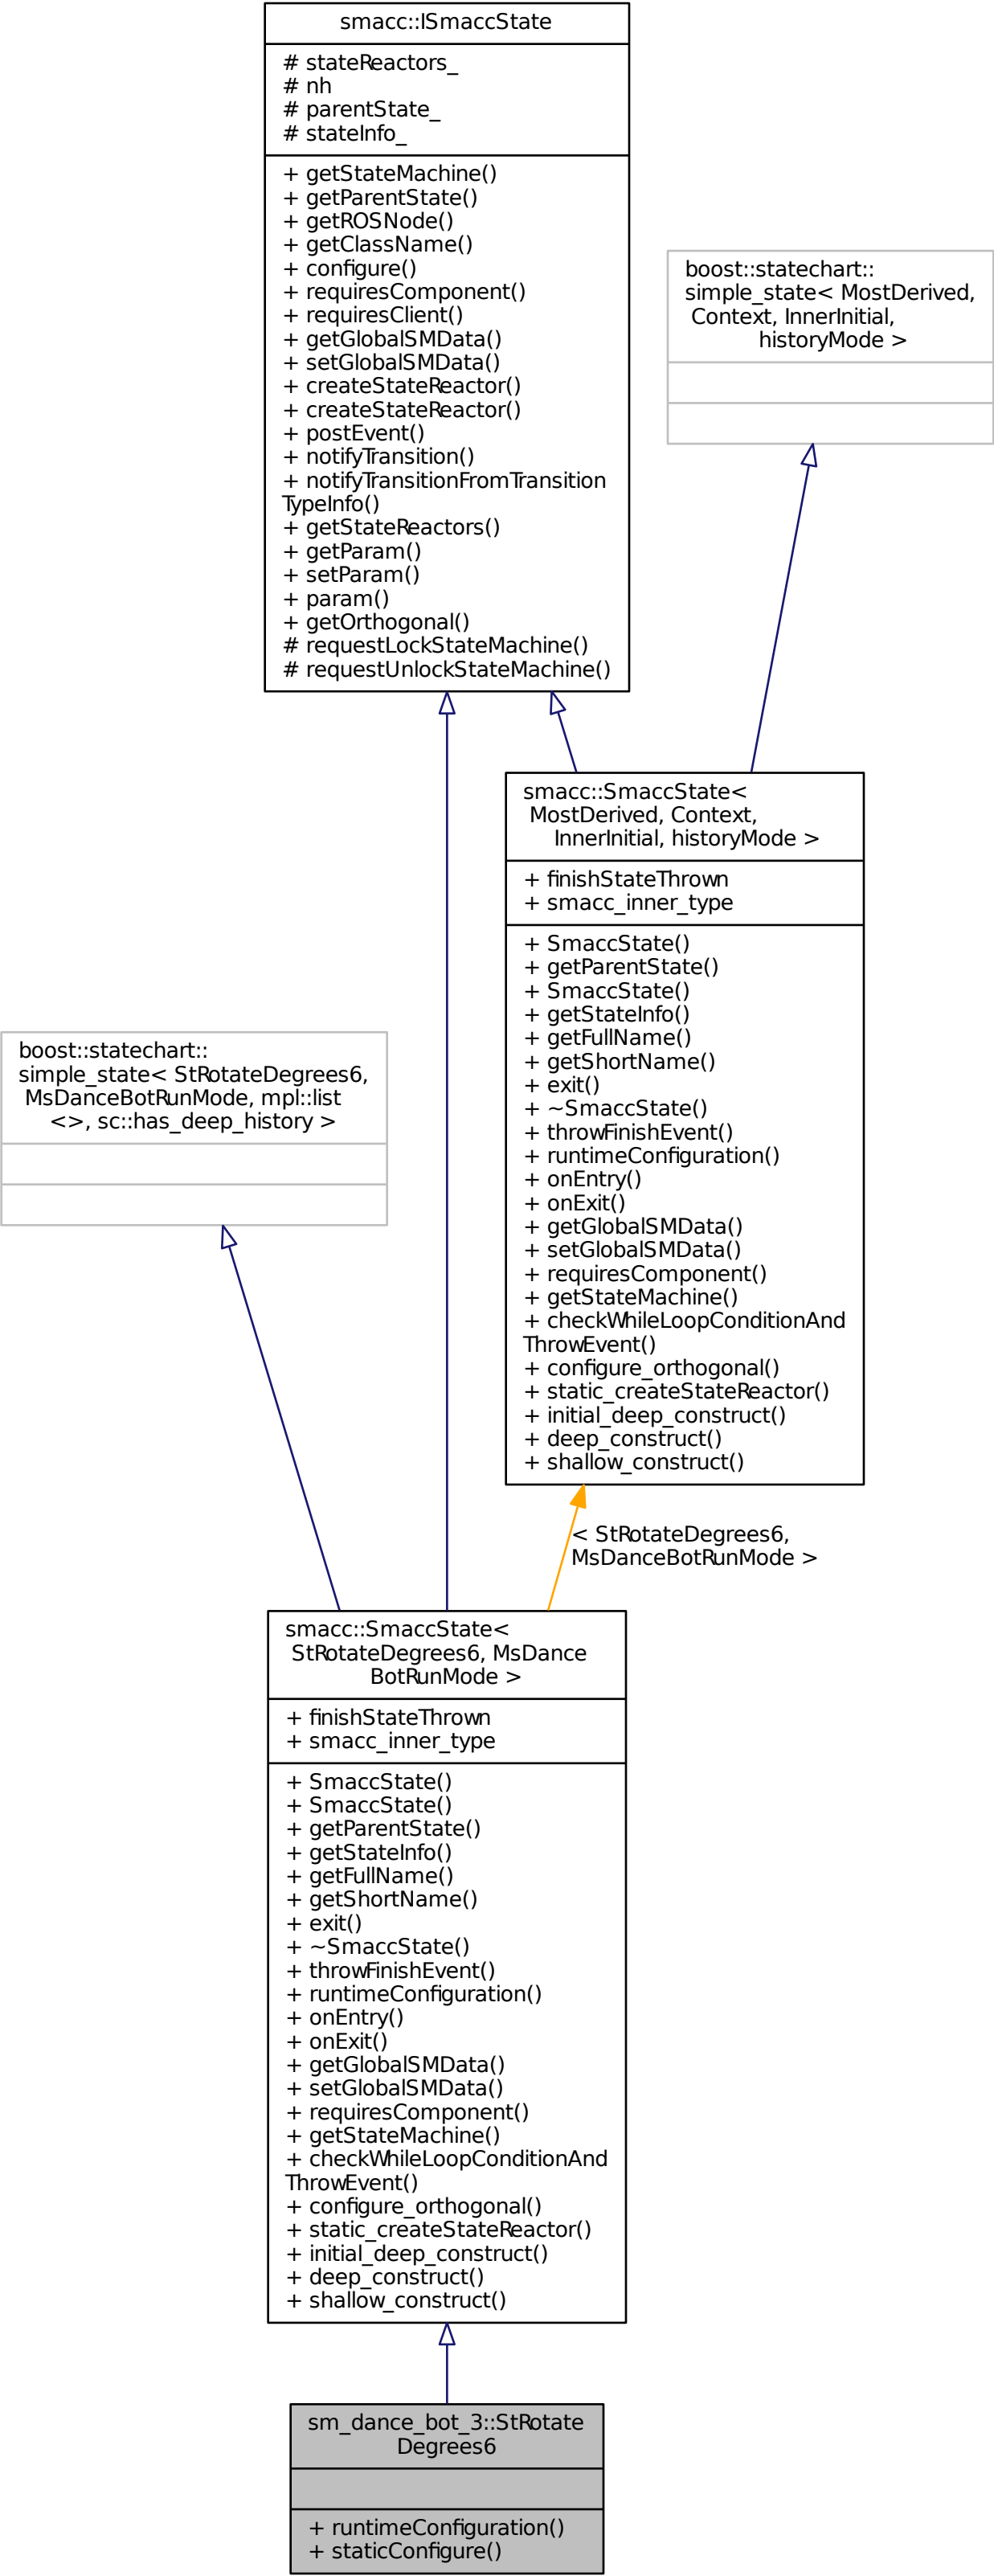 smacc::ISmaccState
# stateReactors_
# nh
# parentState_
# stateInfo_
+ getStateMachine()
+ getParentState()
+ getROSNode()
+ getClassName()
+ configure()
+ requiresComponent()
+ requiresClient()
+ getGlobalSMData()
+ setGlobalSMData()
+ createStateReactor()
+ createStateReactor()
+ postEvent()
+ notifyTransition()
+ notifyTransitionFromTransition
TypeInfo()
+ getStateReactors()
+ getParam()
+ setParam()
+ param()
+ getOrthogonal()
# requestLockStateMachine()
# requestUnlockStateMachine()
boost::statechart::
simple_state< MostDerived,
Context, InnerInitial,
historyMode >
smacc::SmaccState<
MostDerived, Context,
InnerInitial, historyMode >
+ finishStateThrown
+ smacc_inner_type
+ SmaccState()
+ getParentState()
+ SmaccState()
+ getStateInfo()
+ getFullName()
+ getShortName()
+ exit()
+ ~SmaccState()
+ throwFinishEvent()
+ runtimeConfiguration()
+ onEntry()
+ onExit()
+ getGlobalSMData()
+ setGlobalSMData()
+ requiresComponent()
+ getStateMachine()
+ checkWhileLoopConditionAnd
ThrowEvent()
+ configure_orthogonal()
+ static_createStateReactor()
+ initial_deep_construct()
+ deep_construct()
+ shallow_construct()
boost::statechart::
simple_state< StRotateDegrees6,
MsDanceBotRunMode, mpl::list
<>, sc::has_deep_history >
< StRotateDegrees6,
MsDanceBotRunMode >
smacc::SmaccState<
StRotateDegrees6, MsDance
BotRunMode >
+ finishStateThrown
+ smacc_inner_type
+ SmaccState()
+ SmaccState()
+ getParentState()
+ getStateInfo()
+ getFullName()
+ getShortName()
+ exit()
+ ~SmaccState()
+ throwFinishEvent()
+ runtimeConfiguration()
+ onEntry()
+ onExit()
+ getGlobalSMData()
+ setGlobalSMData()
+ requiresComponent()
+ getStateMachine()
+ checkWhileLoopConditionAnd
ThrowEvent()
+ configure_orthogonal()
+ static_createStateReactor()
+ initial_deep_construct()
+ deep_construct()
+ shallow_construct()
sm_dance_bot_3::StRotate
Degrees6
+ runtimeConfiguration()
+ staticConfigure()